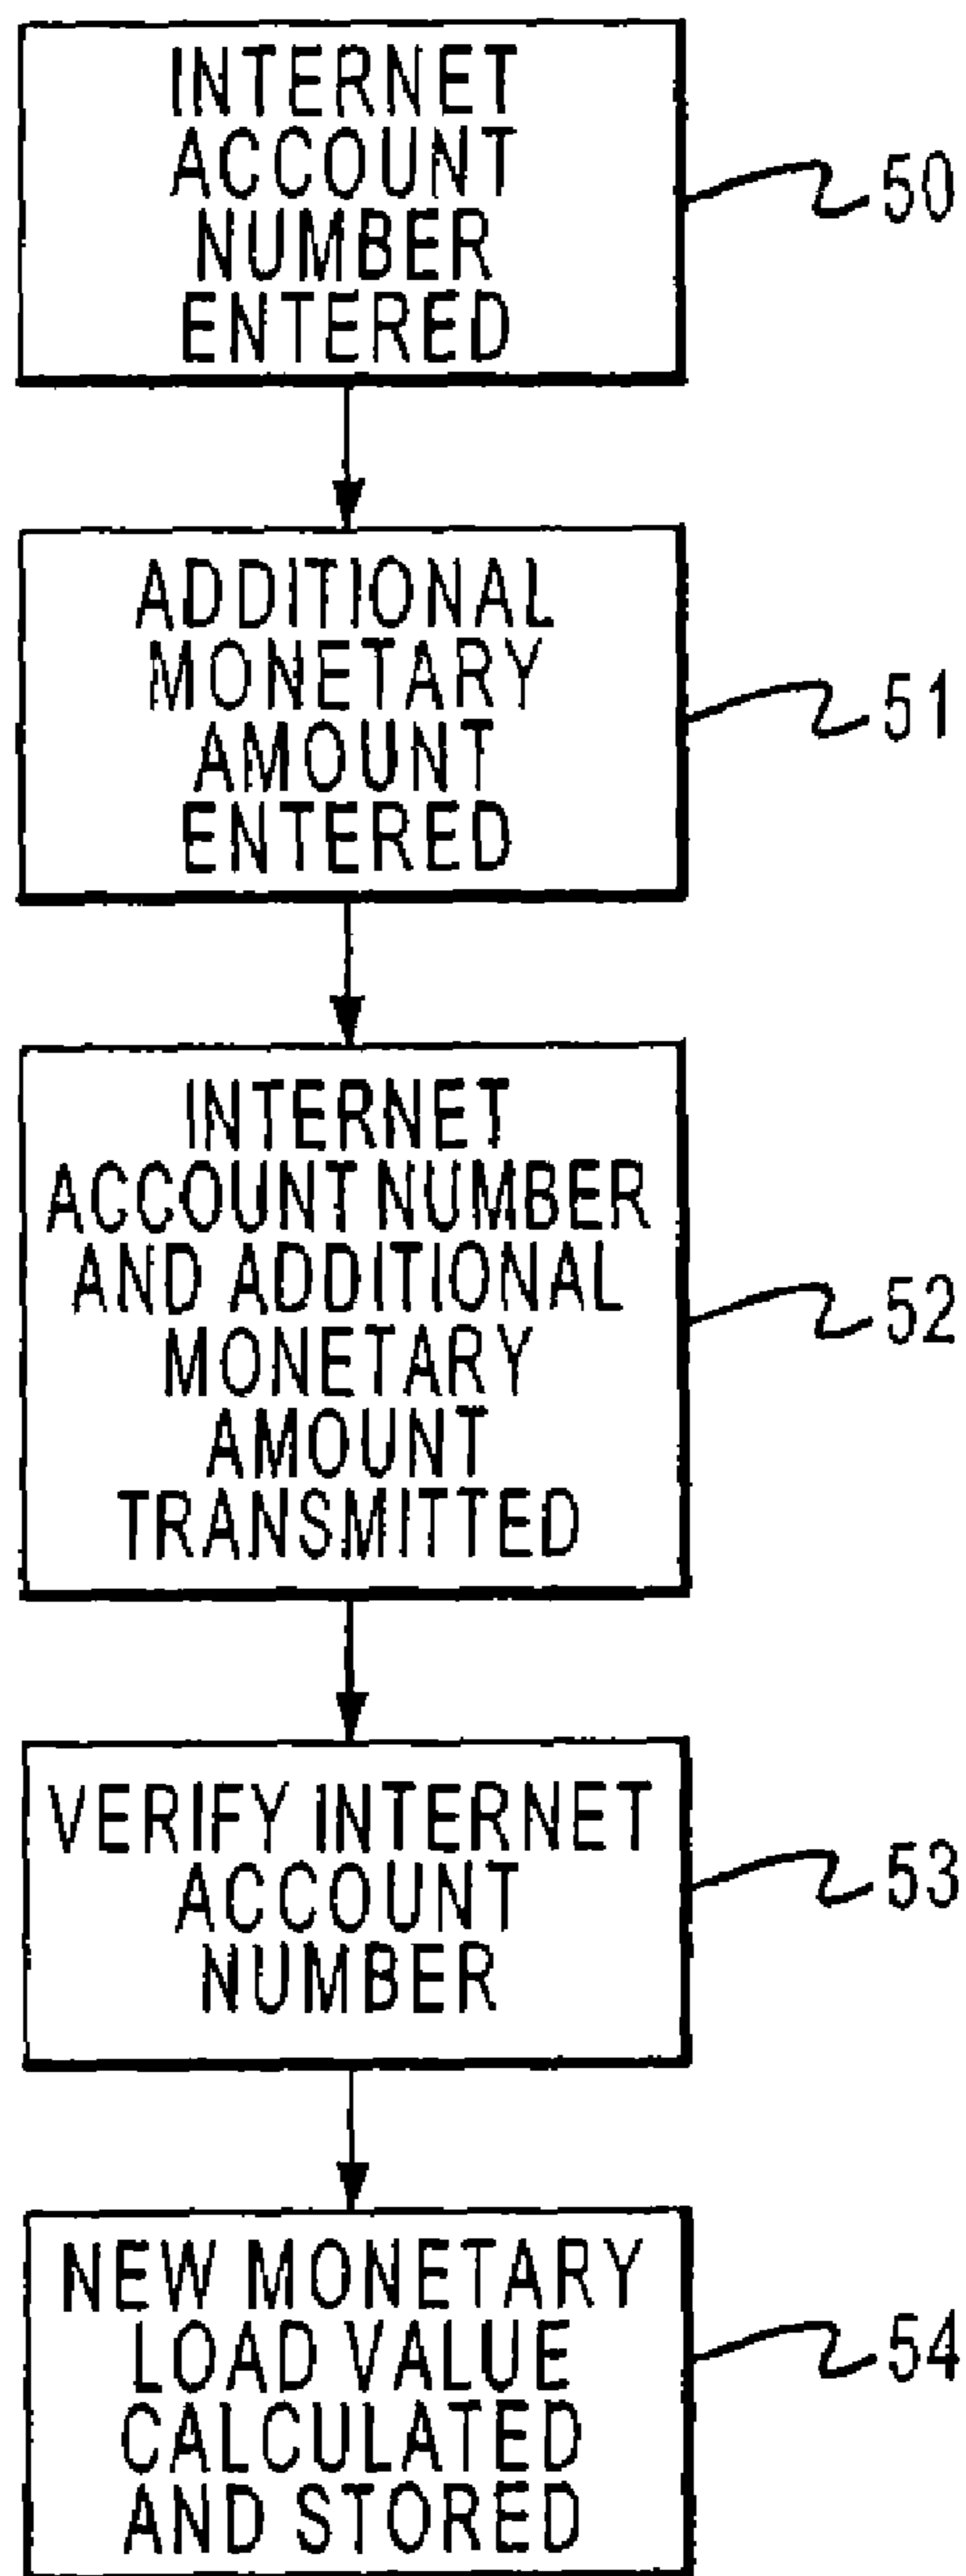 INTERNET
ACCOUNT
NUMBER
ENTERED
50
ADDITIONAL
MONETARY
AMOUNT
ENTERED
51
INTERNET
ACCOUNT NUMBER
AND ADDITIONAL
MONETARY
AMOUNT
TRANSMITTED
52
VERIFY INTERNET
ACCOUNT
NUMBER
53
NEW MONETARY
LOAD VALUE
CALCULATED
AND STORED
54